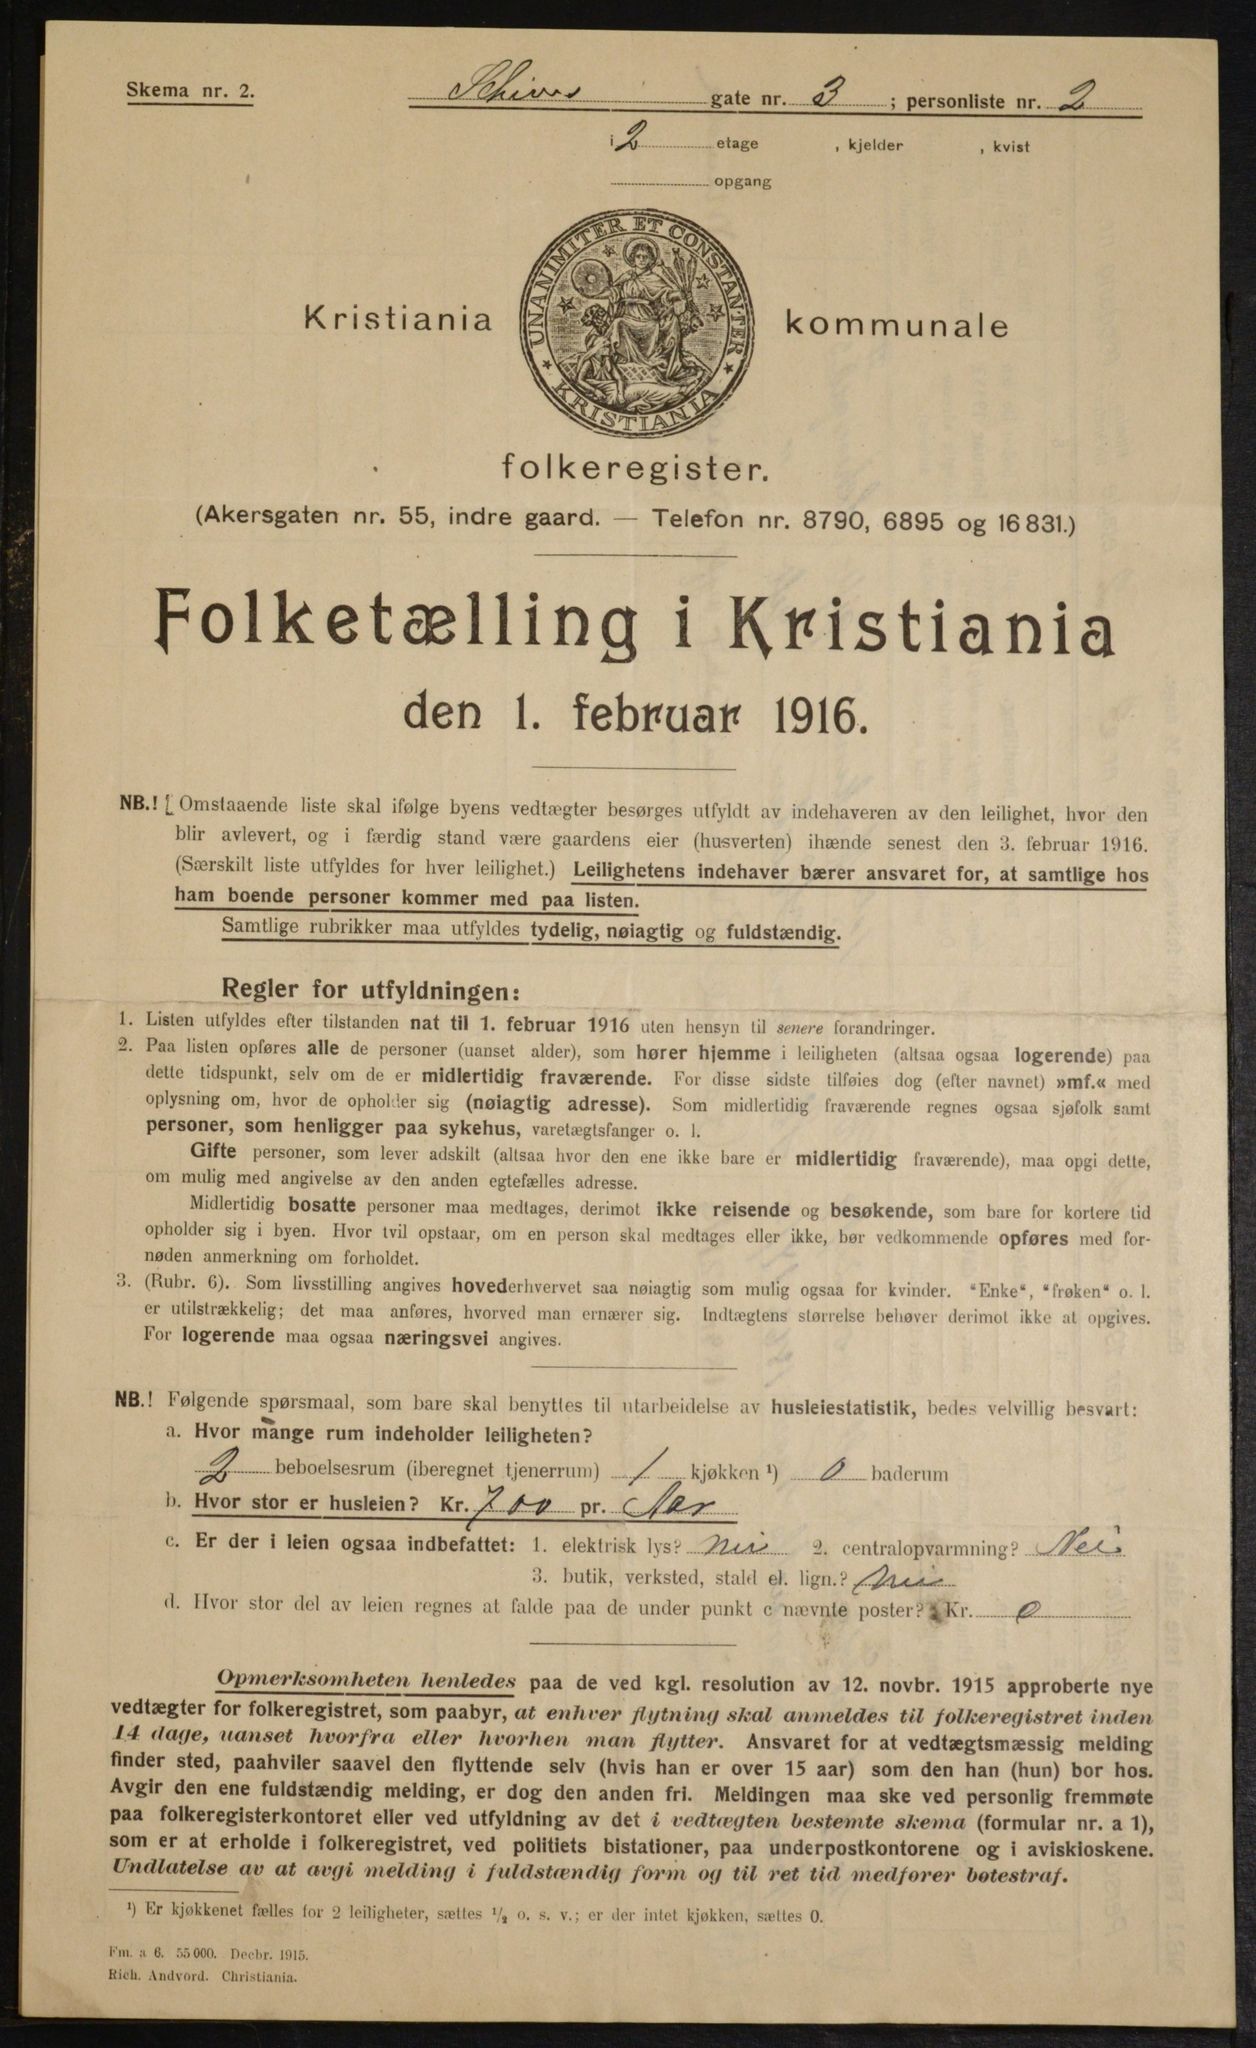 Skema nr. 2.
Schives gate nr. 3 ; personliste nr. 2
i 2 etage , kjelder , kvist
opgang
UNANIMITER ET CONSTANTER
KRISTIANIA
Kristiania kommunale
folkeregister.
(Akersgaten nr. 55, indre gaard. — Telefon nr. 8790, 6895 og 16 831.)
Folketælling i Kristiania
den 1. februar 1916.
NB.! [Omstaaende liste skal ifølge byens vedtægter besørges utfyldt av indehaveren av den leilighet, hvor den
blir avlevert, og i færdig stand være gaardens eier (husverten) ihænde senest den 3. februar 1916.
(Særskilt liste utfyldes for hver leilighet.) Leilighetens indehaver bærer ansvaret for, at samtlige hos
ham boende personer kommer med paa listen.
Samtlige rubrikker maa utfyldes tydelig, nøiagtig og fuldstændig.
Regler for utfyldningen:
1. Listen utfyldes efter tilstanden nat til 1. februar 1916 uten hensyn til senere forandringer.
2. Paa listen opføres alle de personer (uanset alder), som hører hjemme i leiligheten (altsaa ogsaa logerende) paa
dette tidspunkt, selv om de er midlertidig fraværende. For disse sidste tilføies dog (efter navnet) »mf.« med
oplysning om, hvor de opholder sig (nøiagtig adresse). Som midlertidig fraværende regnes ogsaa sjøfolk samt
personer, som henligger paa sykehus, varetægtsfanger o. l.
Gifte personer, som lever adskilt (altsaa hvor den ene ikke bare er midlertidig fraværende), maa opgi dette,
om mulig med angivelse av den anden egtefælles adresse.
Midlertidig bosatte personer maa medtages, derimot ikke reisende og besøkende, som bare for kortere tid
opholder sig i byen. Hvor tvil opstaar, om en person skal medtages eller ikke, bør vedkommende opføres med for-
nøden anmerkning om forholdet.
3. (Rubr. 6). Som livsstilling angives hovederhvervet saa nøiagtig som mulig ogsaa for kvinder. "Enke", "frøken" o. l.
er utilstrækkelig; det maa anføres, hvorved man ernærer sig. Indtægtens størrelse behøver derimot ikke at opgives.
For logerende maa ogsaa næringsvei angives.
NB.! Følgende spørsmaal, som bare skal benyttes til utarbeidelse av husleiestatistik, bedes velvillig besvart:
a. Hvor mange rum indeholder leiligheten?
2 beboelsesrum (iberegnet tjenerrum) 1 kjøkken ¹) 0 baderum
b. Hvor stor er husleien? Kr. 700 pr. Aar
c. Er der i leien ogsaa indbefattet: 1. elektrisk lys? nei 2. centralopvarmning? Nei
3. butik, verksted, stald el. lign.? Nei
d. Hvor stor del av leien regnes at falde paa de under punkt c nævnte poster? Kr. 0
Opmerksomheten henledes paa de ved kgl. resolution av 12. novbr. 1915 approberte nye
vedtægter for folkeregistret, som paabyr, at enhver flytning skal anmeldes til folkeregistret inden
14 dage, uanset hvorfra eller hvorhen man flytter. Ansvaret for at vedtægtsmæssig melding
finder sted, paahviler saavel den flyttende selv (hvis han er over 15 aar) som den han (hun) bor hos.
Avgir den ene fuldstændig melding, er dog den anden fri. Meldingen maa ske ved personlig fremmøte
paa folkeregisterkontoret eller ved utfyldning av det i vedtægten bestemte skema (formular nr. a 1),
som er at erholde i folkeregistret, ved politiets bistationer, paa underpostkontorene og i aviskioskene.
Undlatelse av at avgi melding i fuldstændig form og til ret tid medfører bøtestraf.
¹) Er kjøkkenet fælles for 2 leiligheter, sættes ¹/₂ o. s. v.; er der intet kjøkken, sættes 0.
Fm. a 6. 55 000. Decbr. 1915.
Rich. Andvord. Christiania.